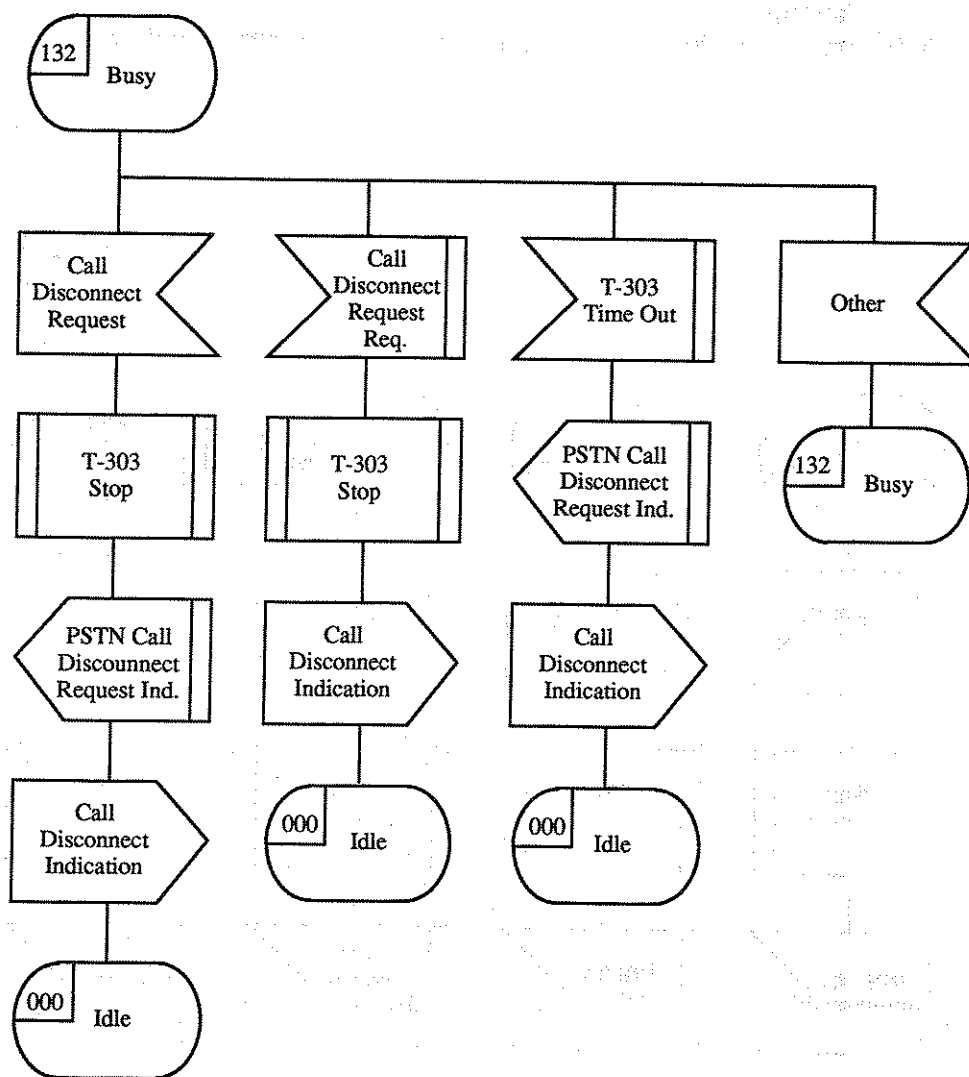 132
Busy
Call
Disconnect
Request
T-303
Stop
PSTN Call
Discounnect
Request Ind.
Call
Disconnect
Indication
000
Idle
Call
Disconnect
Request
Req.
T-303
Stop
Call
Disconnect
Indication
000
Idle
T-303
Time Out
PSTN Call
Disconnect
Request Ind.
Call
Disconnect
Indication
000
Idle
Other
132
Busy